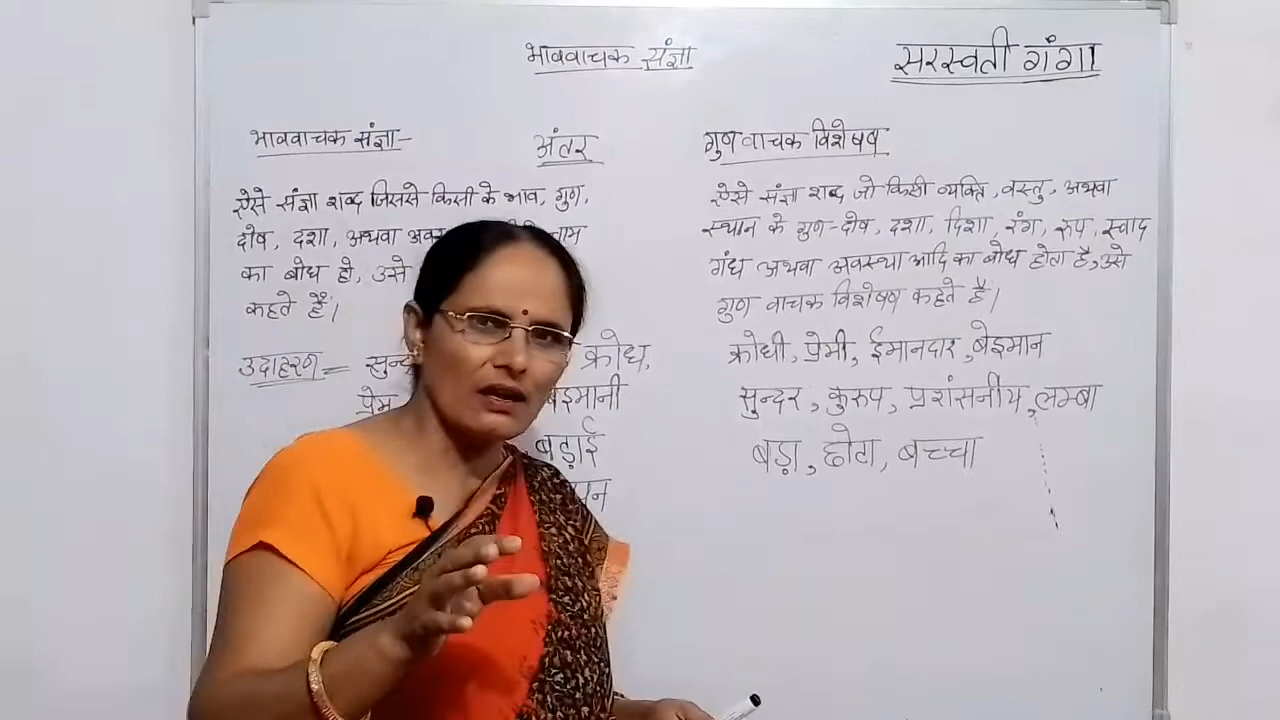 भाववाचक संज्ञा
सरस्वती गंगा
भाववाचक संज्ञा-
अंतर
गुणवाचक विशेषण
ऐसे संज्ञा शब्द जिससे किसी के भाव, गुण,
दोष, दशा, अथवा
का बोध हो, उसे
कहते हैं।
उदाहरण = क्रोध,
प्रेम
बड़ाई
ऐसे संज्ञा शब्द जो किसी व्यक्ति, वस्तु, अथवा
स्थान के गुण-दोष, दशा, दिशा, रंग, रूप, स्वाद
गंध अथवा अवस्था आदि का बोध होता है, उसे
गुण वाचक विशेषण कहते है।
क्रोधी, प्रेमी, ईमानदार, बेइमान
सुन्दर, कुरूप, प्रशंसनीय, लम्बा
बड़ा, छोटा, बच्चा